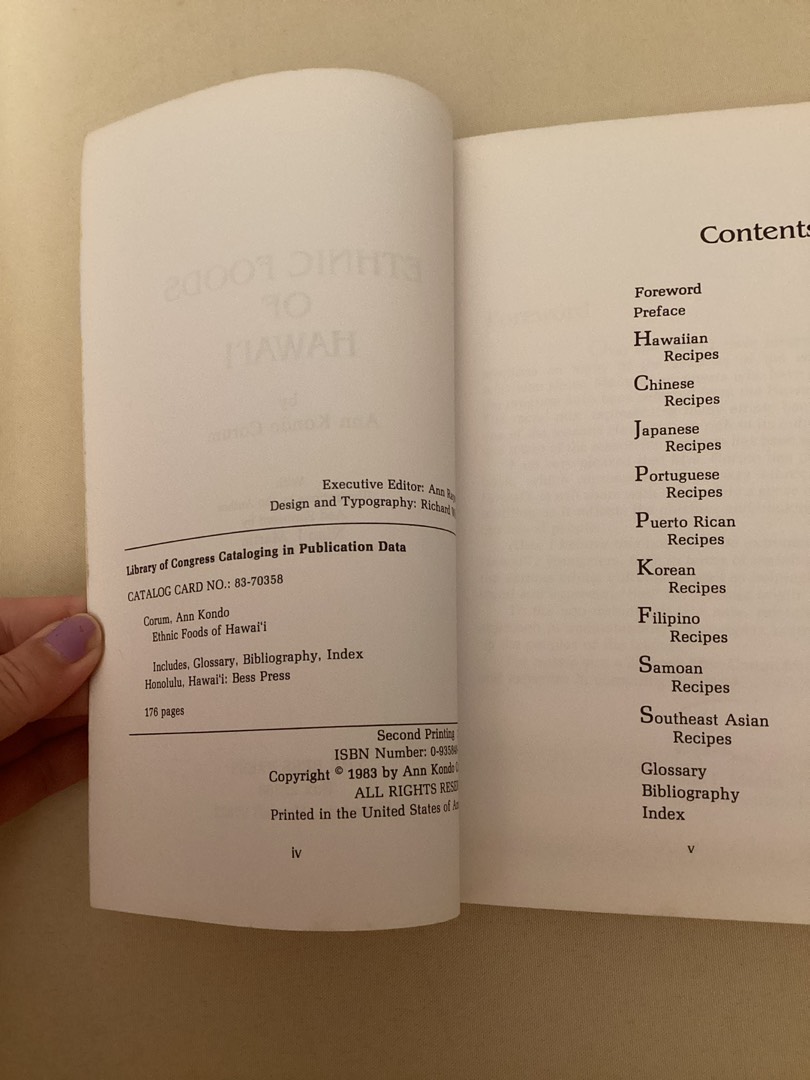 Executive Editor: Ann
Design and Typography: Richard
Library of Congress Cataloging in Publication Data
CATALOG CARD NO.: 83-70358
Corum, Ann Kondo
Ethnic Foods of Hawai‘i
Includes, Glossary, Bibliography, Index
Honolulu, Hawai‘i: Bess Press
176 pages
Second Printing
ISBN Number:
Copyright © 1983 by Ann Kondo
ALL RIGHTS
Printed in the United States of
iv
Contents
Foreword
Preface
Hawaiian
Recipes
Chinese
Recipes
Japanese
Recipes
Portuguese
Recipes
Puerto Rican
Recipes
Korean
Recipes
Filipino
Recipes
Samoan
Recipes
Southeast Asian
Recipes
Glossary
Bibliography
Index
v